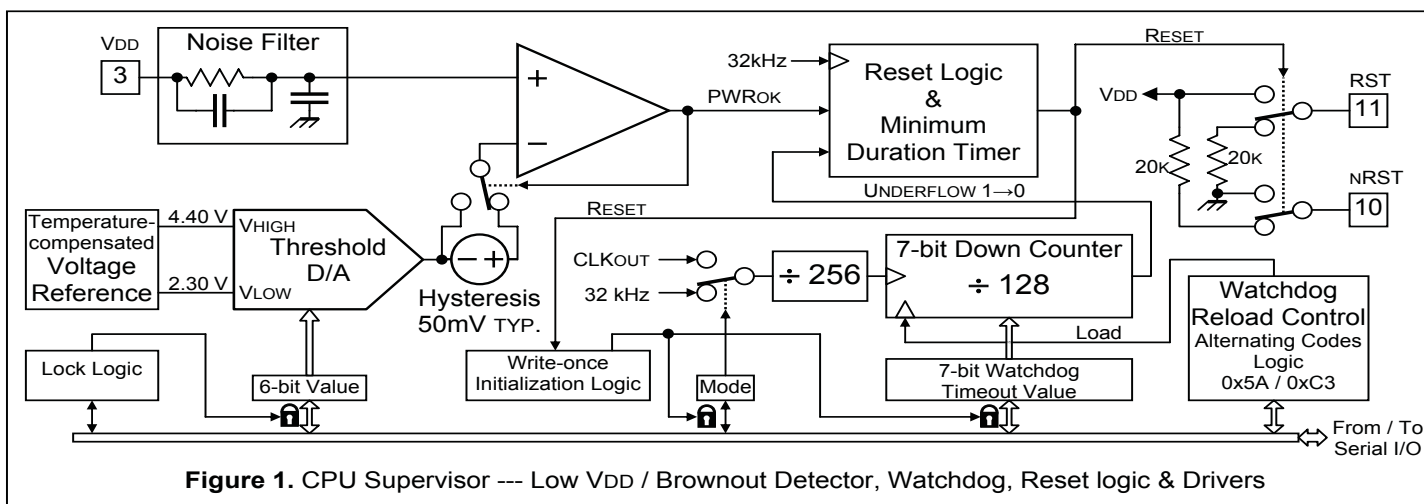 VDD
3
Noise Filter
+
−
PWROK
32kHz
Reset Logic
&
Minimum
Duration Timer
RESET
VDD
20K
20K
RST
11
NRST
10
UNDERFLOW 1→0
RESET
Temperature-
compensated
Voltage
Reference
4.40 V
2.30 V
VHIGH
VLOW
Threshold
D/A
− +
Hysteresis
50mV TYP.
CLKOUT
32 kHz
÷ 256
7-bit Down Counter
÷ 128
Load
Watchdog
Reload Control
Alternating Codes
Logic
0x5A / 0xC3
Lock Logic
6-bit Value
Write-once
Initialization Logic
Mode
7-bit Watchdog
Timeout Value
From / To
Serial I/O
Figure 1. CPU Supervisor --- Low VDD / Brownout Detector, Watchdog, Reset logic & Drivers